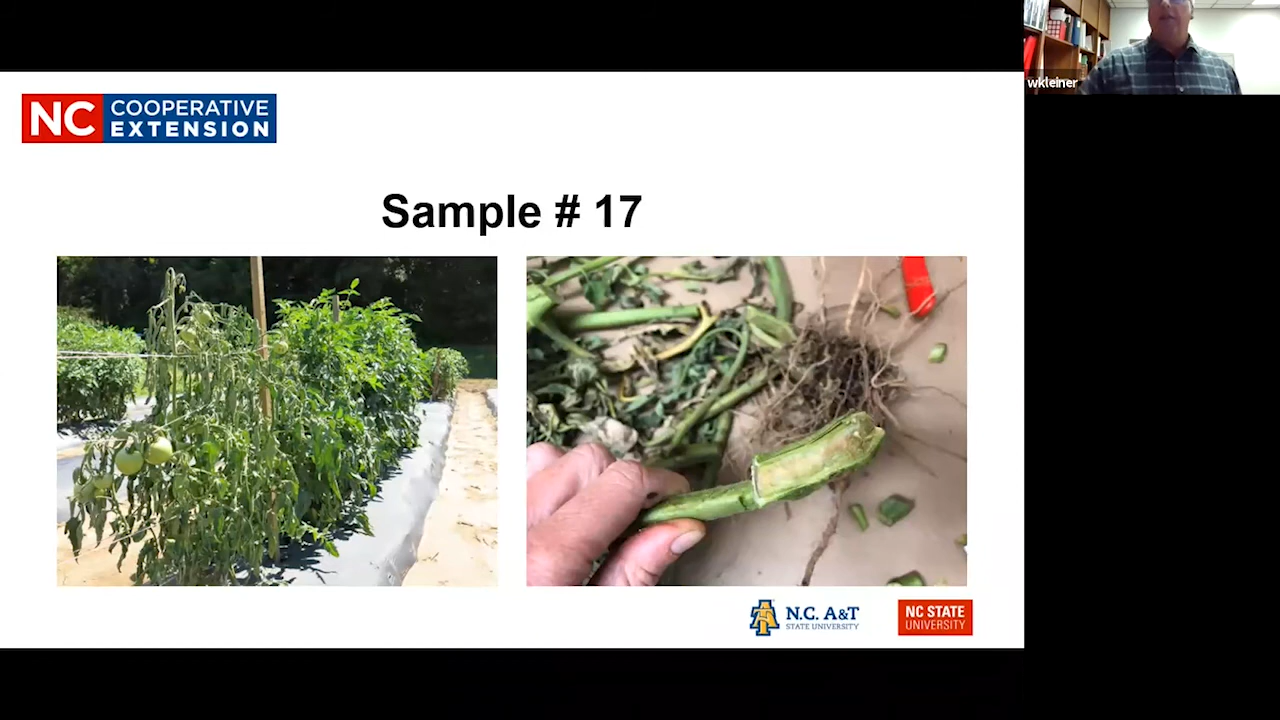 wkleiner
NC COOPERATIVE
EXTENSION
Sample # 17
N.C. A&T
STATE UNIVERSITY
NC STATE
UNIVERSITY